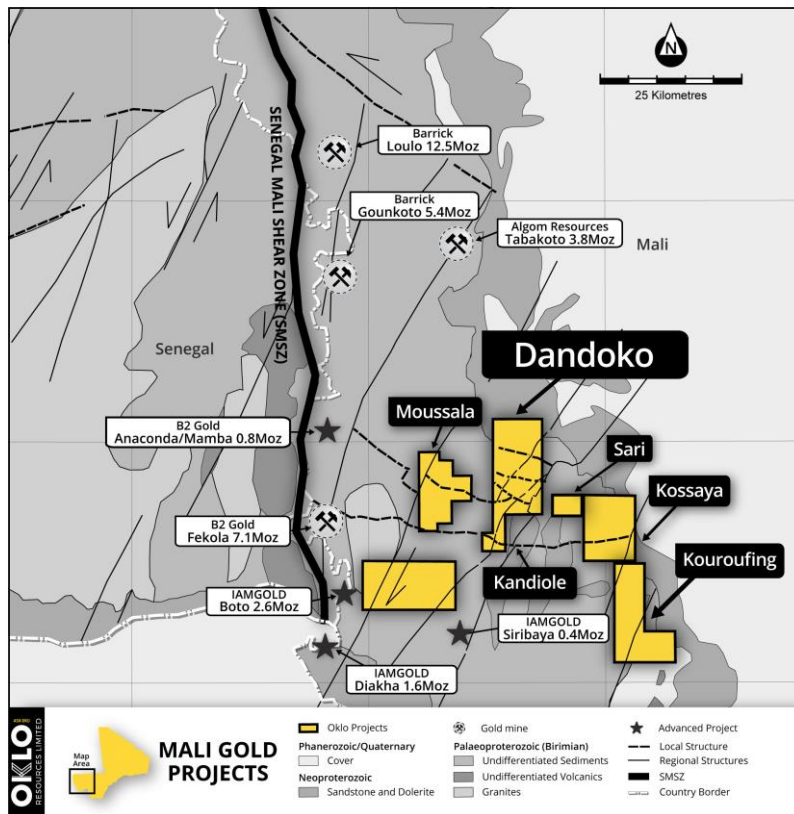 N
25 Kilometres
SENEGAL MALI SHEAR ZONE (SMSZ)
Barrick
Loulo 12.5Moz
Barrick
Gounkoto 5.4Moz
Algom Resources
Tabakoto 3.8Moz
Mali
Senegal
Dandoko
Moussala
B2 Gold
Anaconda/Mamba 0.8Moz
Sari
Kossaya
B2 Gold
Fekola 7.1Moz
Kandiole
Kouroufing
IAMGOLD
Boto 2.6Moz
IAMGOLD
Siribaya 0.4Moz
IAMGOLD
Diakha 1.6Moz
OKLO
RESOURCES LIMITED
Map
Area
MALI GOLD
PROJECTS
Oklo Projects
Phanerozoic/Quaternary
Cover
Neoproterozoic
Sandstone and Dolerite
Gold mine
Palaeoproterozoic (Birimian)
Undifferentiated Sediments
Undifferentiated Volcanics
Granites
Advanced Project
Local Structure
Regional Structures
SMSZ
Country Border